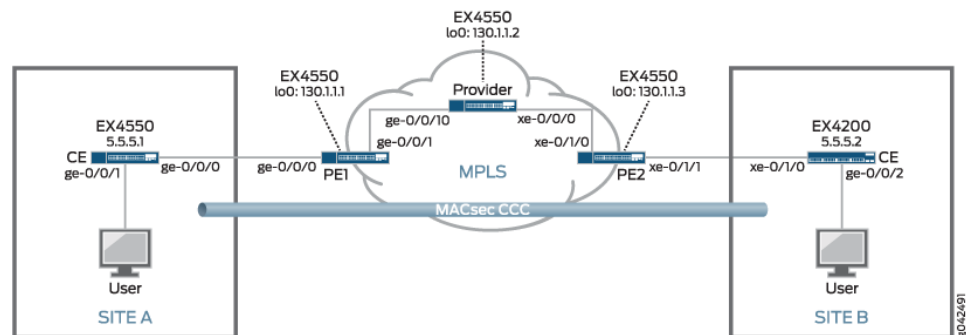 EX4550
lo0: 130.1.1.2
EX4550
lo0: 130.1.1.1
Provider
EX4550
lo0: 130.1.1.3
ge-0/0/10
xe-0/0/0
EX4550
5.5.5.1
ge-0/0/1
xe-0/1/0
EX4200
5.5.5.2
CE
ge-0/0/0
ge-0/0/0
PE1
MPLS
PE2
xe-0/1/1
xe-0/1/0
CE
ge-0/0/1
ge-0/0/2
MACsec CCC
User
User
SITE A
SITE B
g042491